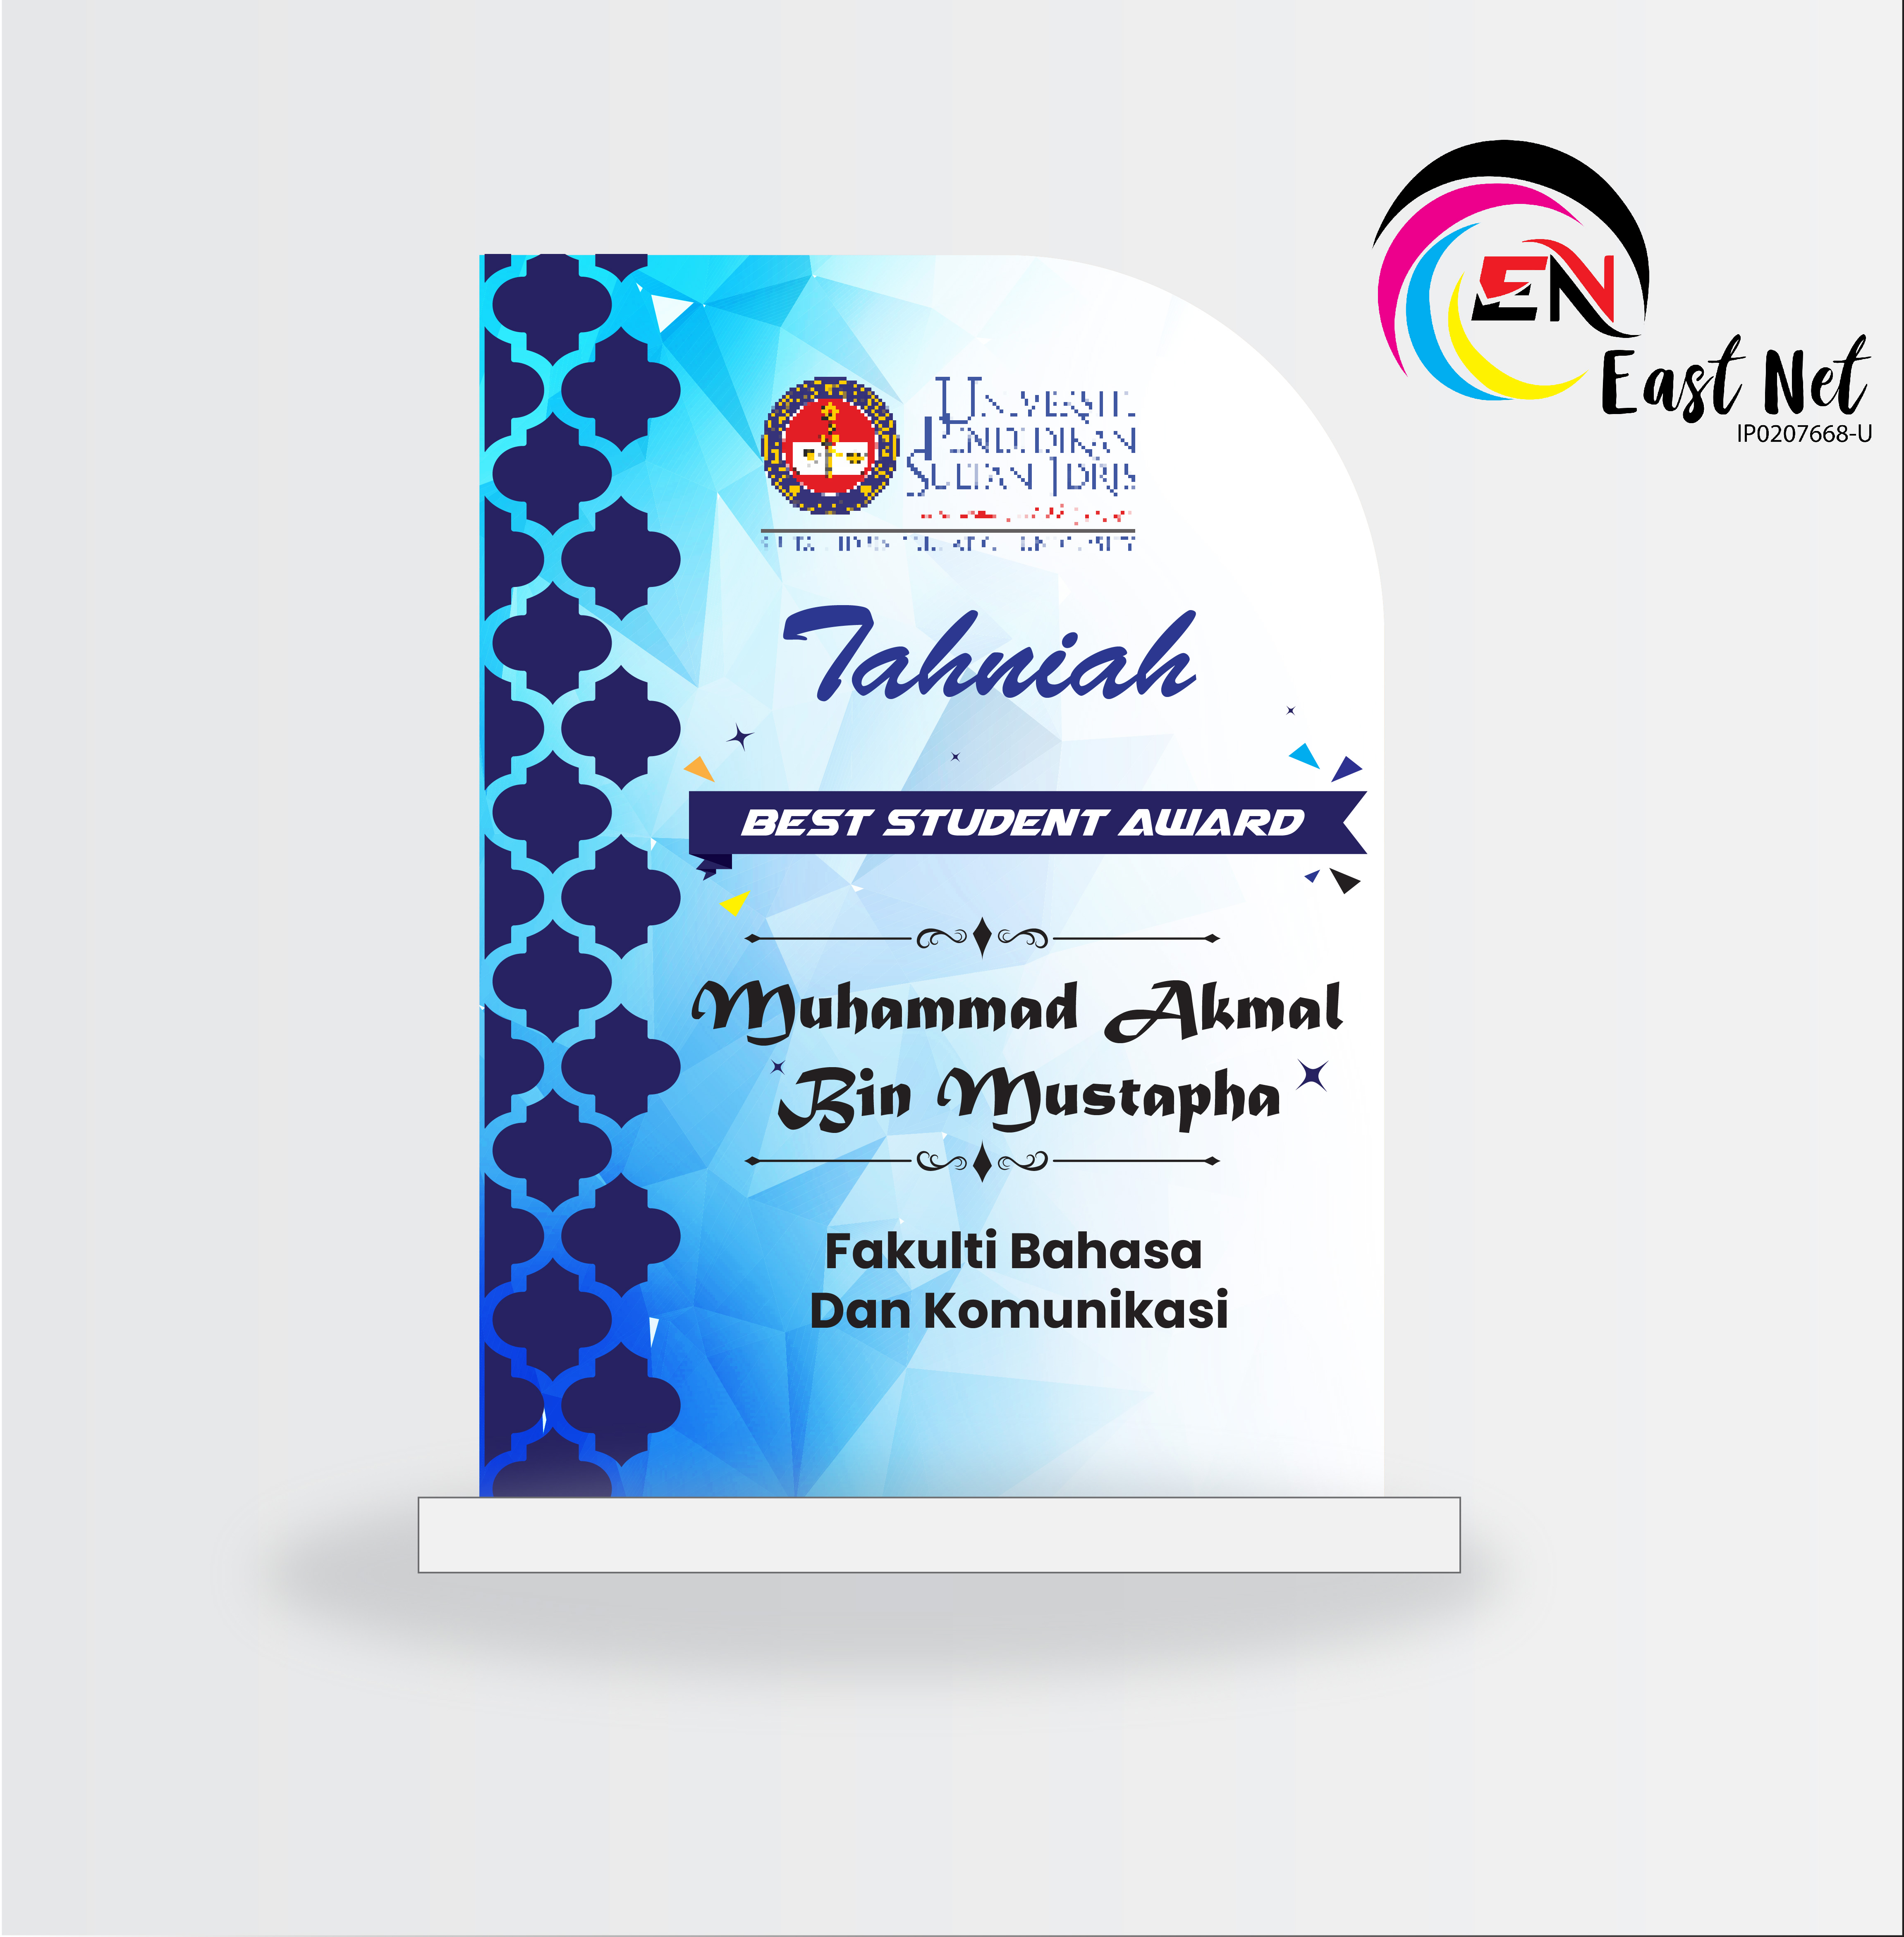 EN
East Net
IP0207668-U
UNIVERSITI
PENDIDIKAN
SULTAN IDRIS
Tahniah
BEST STUDENT AWARD
Muhammad Akmal
Bin Mustapha
Fakulti Bahasa
Dan Komunikasi